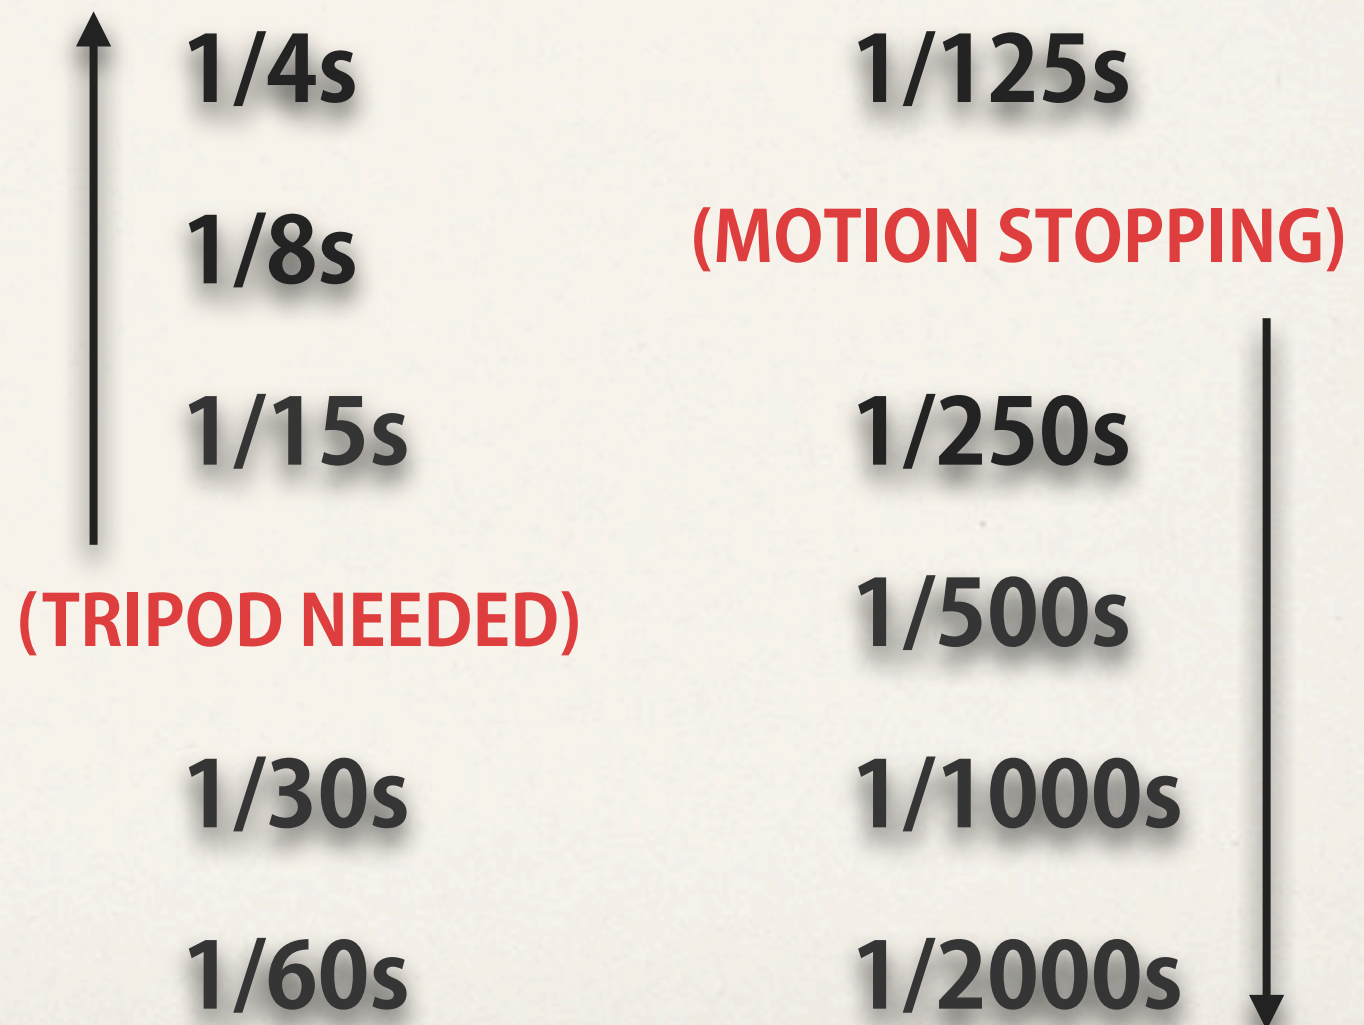 1/4s
1/8s
1/15s
(TRIPOD NEEDED)
1/30s
1/60s
1/125s
(MOTION STOPPING)
1/250s
1/500s
1/1000s
1/2000s